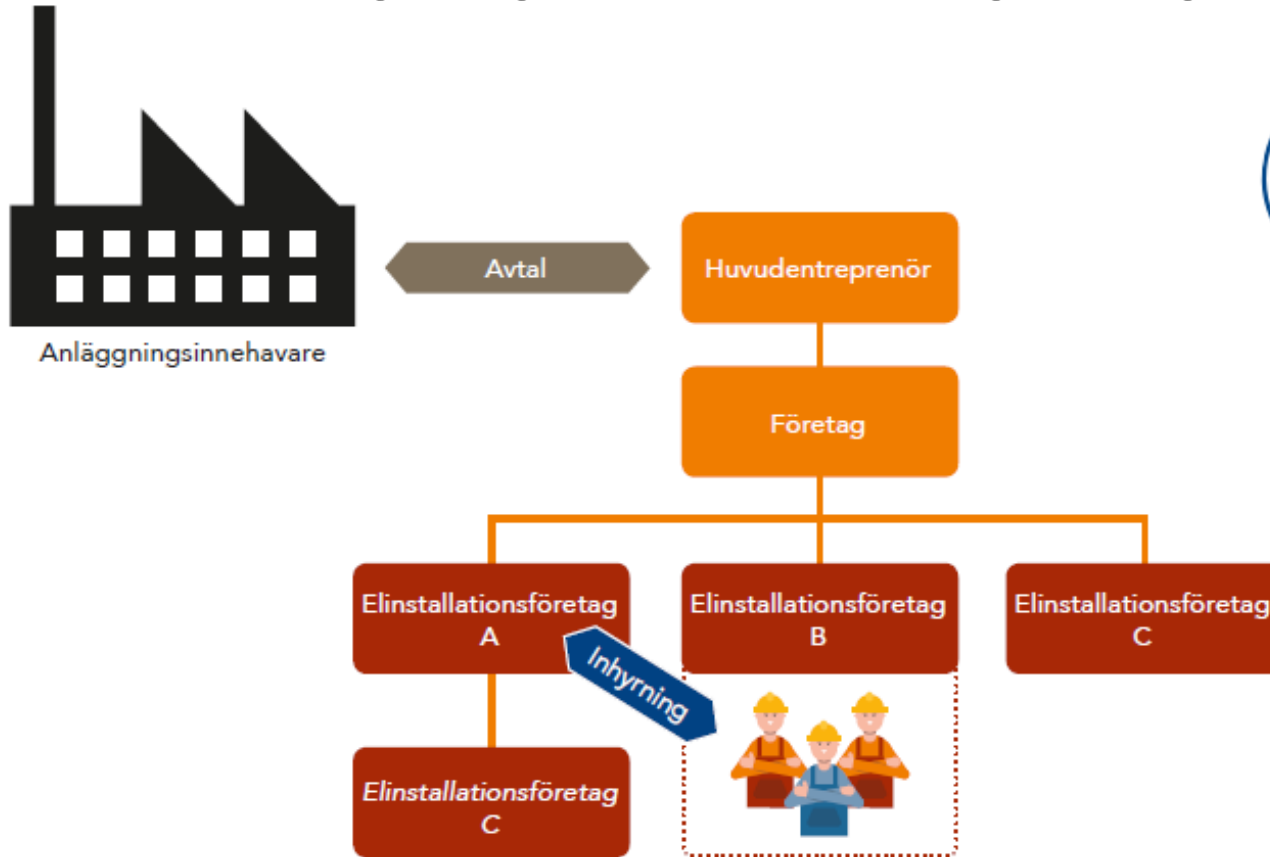 Avtal
Huvudentreprenör
Anläggningsinnehavare
Företag
Elinstallationsföretag
A
Elinstallationsföretag
B
Elinstallationsföretag
C
Inhyrning
Elinstallationsföretag
C